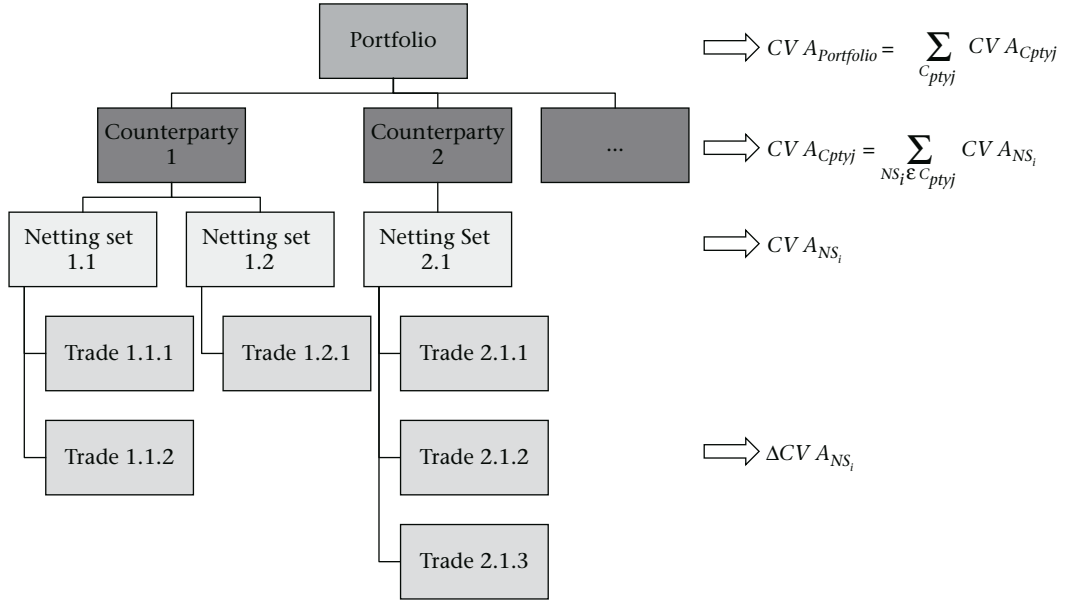 Portfolio
CV A_Portfolio = ∑ CV A_Cptyj
C_ptyj
Counterparty
1
Counterparty
2
...
CV A_Cptyj = ∑ CV A_NS_i
NS_i ε C_ptyj
Netting set
1.1
Netting set
1.2
Netting Set
2.1
CV A_NS_i
Trade 1.1.1
Trade 1.2.1
Trade 2.1.1
Trade 1.1.2
Trade 2.1.2
ΔCV A_NS_i
Trade 2.1.3